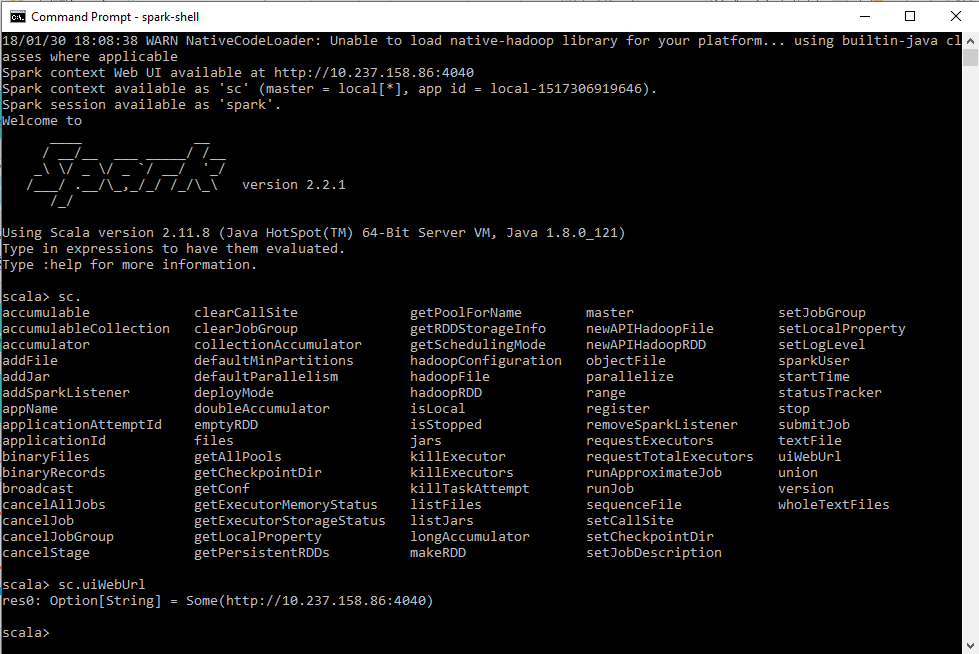 Command Prompt - spark-shell
18/01/30 18:08:38 WARN NativeCodeLoader: Unable to load native-hadoop library for your platform... using builtin-java cl
asses where applicable
Spark context Web UI available at http://10.237.158.86:4040
Spark context available as 'sc' (master = local[*], app id = local-1517306919646).
Spark session available as 'spark'.
Welcome to
      ____              __
     / __/__  ___ _____/ /__
    _\ \/ _ \/ _ `/ __/  '_/
   /___/ .__/\_,_/_/ /_/\_\   version 2.2.1
      /_/
Using Scala version 2.11.8 (Java HotSpot(TM) 64-Bit Server VM, Java 1.8.0_121)
Type in expressions to have them evaluated.
Type :help for more information.
scala> sc.
accumulable             clearCallSite              getPoolForName        master                  setJobGroup
accumulableCollection   clearJobGroup              getRDDStorageInfo     newAPIHadoopFile        setLocalProperty
accumulator             collectionAccumulator      getSchedulingMode     newAPIHadoopRDD         setLogLevel
addFile                 defaultMinPartitions       hadoopConfiguration   objectFile              sparkUser
addJar                  defaultParallelism         hadoopFile            parallelize             startTime
addSparkListener        deployMode                 hadoopRDD             range                   statusTracker
appName                 doubleAccumulator          isLocal               register                stop
applicationAttemptId    emptyRDD                   isStopped             removeSparkListener     submitJob
applicationId           files                      jars                  requestExecutors        textFile
binaryFiles             getAllPools                killExecutor          requestTotalExecutors   uiWebUrl
binaryRecords           getCheckpointDir           killExecutors         runApproximateJob       union
broadcast               getConf                    killTaskAttempt       runJob                  version
cancelAllJobs           getExecutorMemoryStatus    listFiles             sequenceFile            wholeTextFiles
cancelJob               getExecutorStorageStatus   listJars              setCallSite
cancelJobGroup          getLocalProperty           longAccumulator       setCheckpointDir
cancelStage             getPersistentRDDs          makeRDD               setJobDescription
scala> sc.uiWebUrl
res0: Option[String] = Some(http://10.237.158.86:4040)
scala>